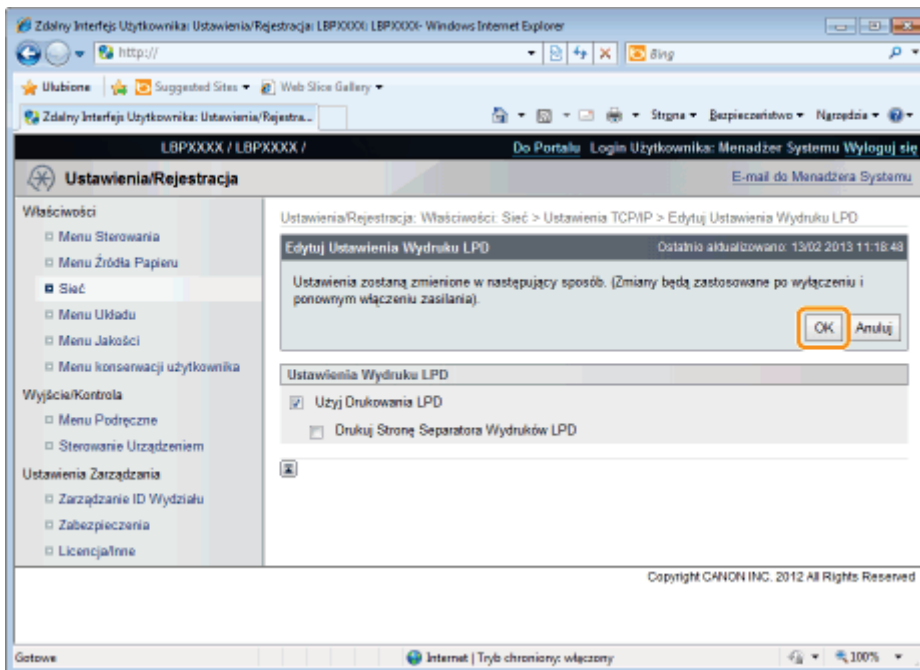 Zdalny Interfejs Użytkownika: Ustawienia/Rejestracja: LBPXXXX: LBPXXXX- Windows Internet Explorer
http://
Bing
Ulubione Suggested Sites Web Slice Gallery
Zdalny Interfejs Użytkownika: Ustawienia/Rejestra...
Strona Bezpieczeństwo Narzędzia
LBPXXXX / LBPXXXX /
Do Portalu Login Użytkownika: Menadżer Systemu Wyloguj się
Ustawienia/Rejestracja
E-mail do Menadżera Systemu
Właściwości
Menu Sterowania
Menu Źródła Papieru
Sieć
Menu Układu
Menu Jakości
Menu konserwacji użytkownika
Wyjście/Kontrola
Menu Podręczne
Sterowanie Urządzeniem
Ustawienia Zarządzania
Zarządzanie ID Wydziału
Zabezpieczenia
Licencja/Inne
Ustawienia/Rejestracja: Właściwości: Sieć > Ustawienia TCP/IP > Edytuj Ustawienia Wydruku LPD
Edytuj Ustawienia Wydruku LPD
Ostatnio aktualizowano: 13/02 2013 11:18:48
Ustawienia zostaną zmienione w następujący sposób. (Zmiany będą zastosowane po wyłączeniu i
ponownym włączeniu zasilania).
OK Anuluj
Ustawienia Wydruku LPD
Użyj Drukowania LPD
Drukuj Stronę Separatora Wydruków LPD
Copyright CANON INC. 2012 All Rights Reserved
Gotowe
Internet | Tryb chroniony: włączony
100%